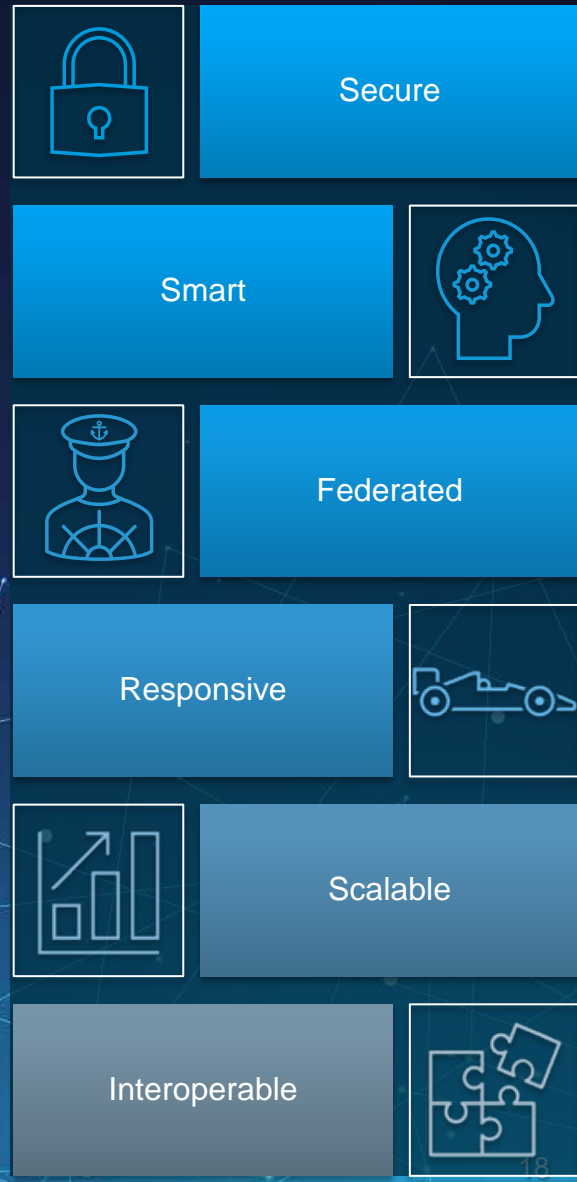 Secure
Smart
Federated
Responsive
Scalable
Interoperable
18